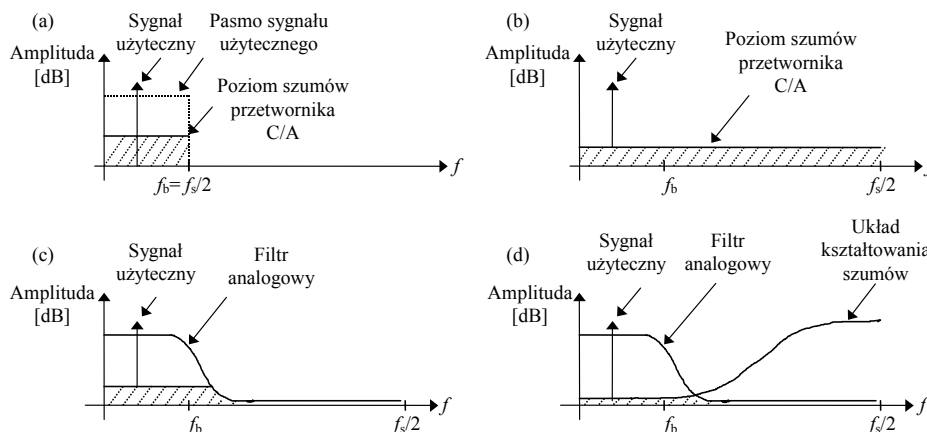 (a)
Sygnał
użyteczny
Pasmo sygnału
użytecznego
Amplituda
[dB]
Poziom szumów
przetwornika
C/A
f
fb= fs/2
(b)
Sygnał
użyteczny
Amplituda
[dB]
Poziom szumów
przetwornika
C/A
f
fb
fs/2
(c)
Sygnał
użyteczny
Filtr
analogowy
Amplituda
[dB]
f
fb
fs/2
(d)
Sygnał
użyteczny
Filtr
analogowy
Układ
kształtowania
szumów
Amplituda
[dB]
f
fb
fs/2